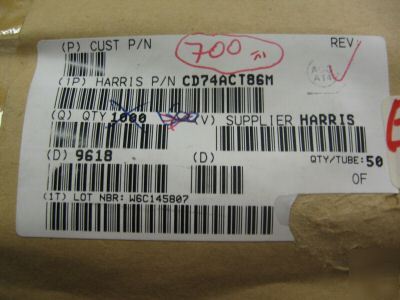 (P) CUST P/N 700 REV
(1P) HARRIS P/N CD74ACT86M
(Q) QTY 1000 (V) SUPPLIER HARRIS
(D) 9618 (D) QTY/TUBE:50
OF
(1T) LOT NBR: W6C145807